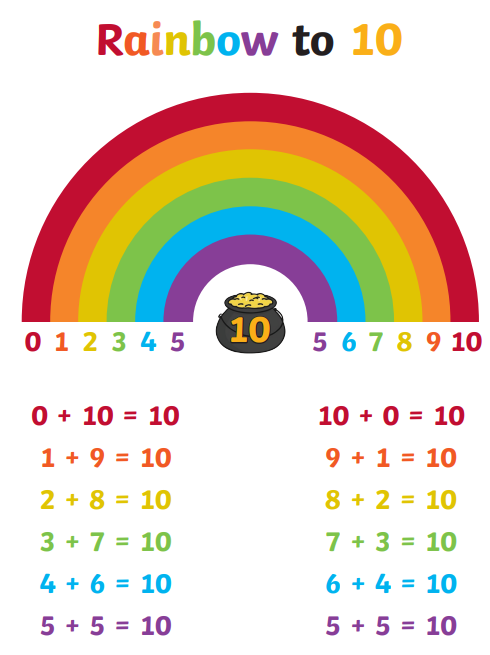 Rainbow to 10
10
0 1 2 3 4 5 5 6 7 8 9 10
0 + 10 = 10
1 + 9 = 10
2 + 8 = 10
3 + 7 = 10
4 + 6 = 10
5 + 5 = 10
10 + 0 = 10
9 + 1 = 10
8 + 2 = 10
7 + 3 = 10
6 + 4 = 10
5 + 5 = 10